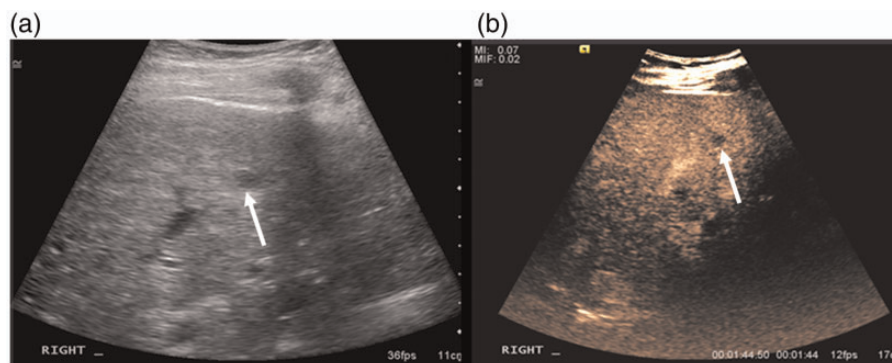 (a)
(b)
RIGHT _
36fps
MI: 0.07
MIF: 0.02
R
RIGHT _
00:01:44.50 00:01:44 12fps